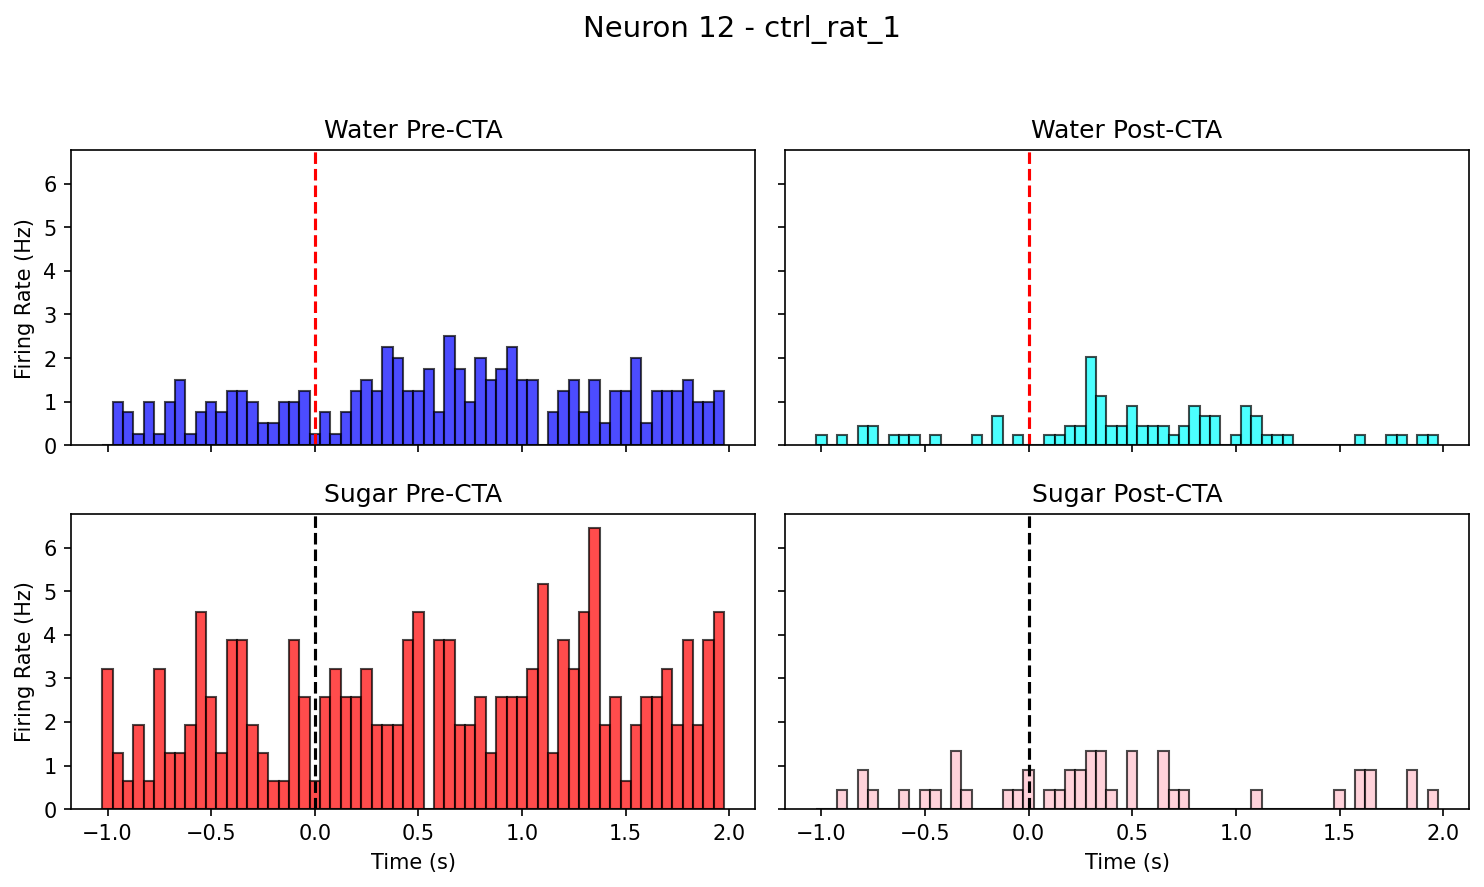 Neuron 12 - ctrl_rat_1
Water Pre-CTA
Water Post-CTA
Firing Rate (Hz)
6
5
4
3
2
1
0
Sugar Pre-CTA
Sugar Post-CTA
Firing Rate (Hz)
6
5
4
3
2
1
0
−1.0 −0.5 0.0 0.5 1.0 1.5 2.0
−1.0 −0.5 0.0 0.5 1.0 1.5 2.0
Time (s)
Time (s)